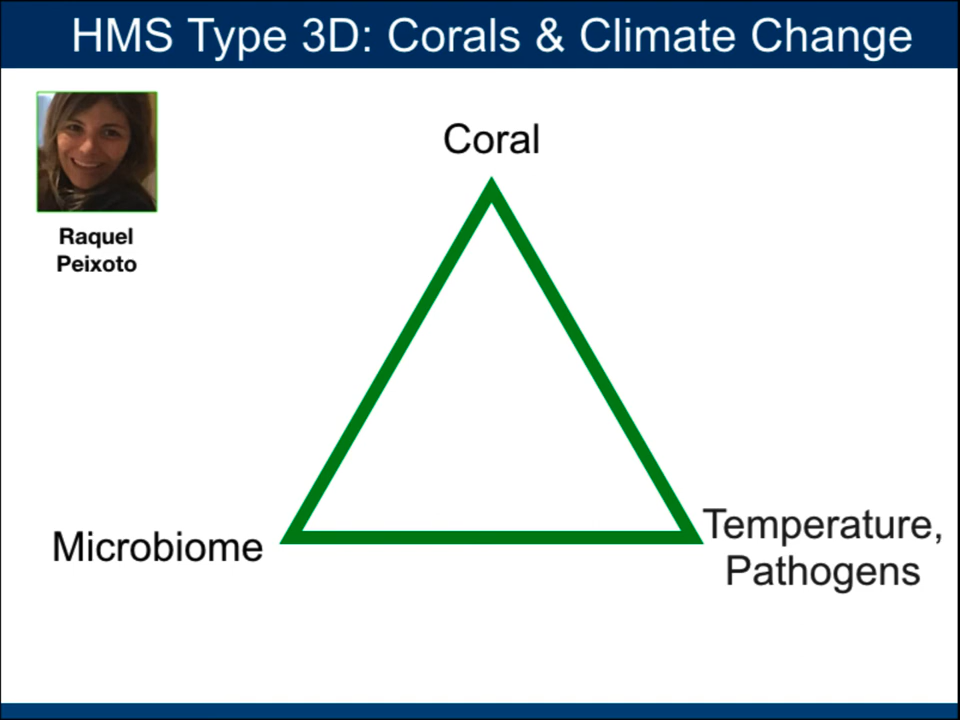 HMS Type 3D: Corals & Climate Change
Raquel
Peixoto
Coral
Microbiome
Temperature,
Pathogens